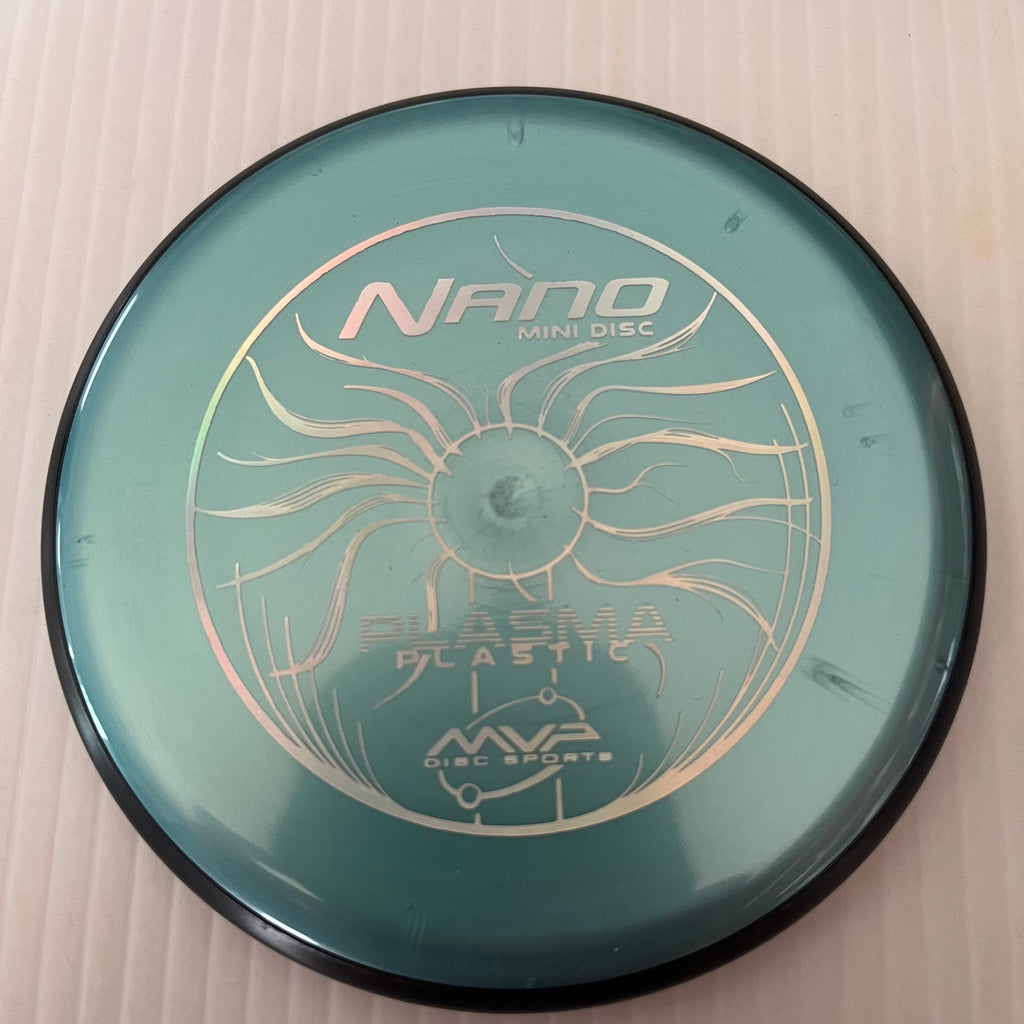 NANO
MINI DISC
PLASMA
PLASTIC
MVP
DISC SPORTS